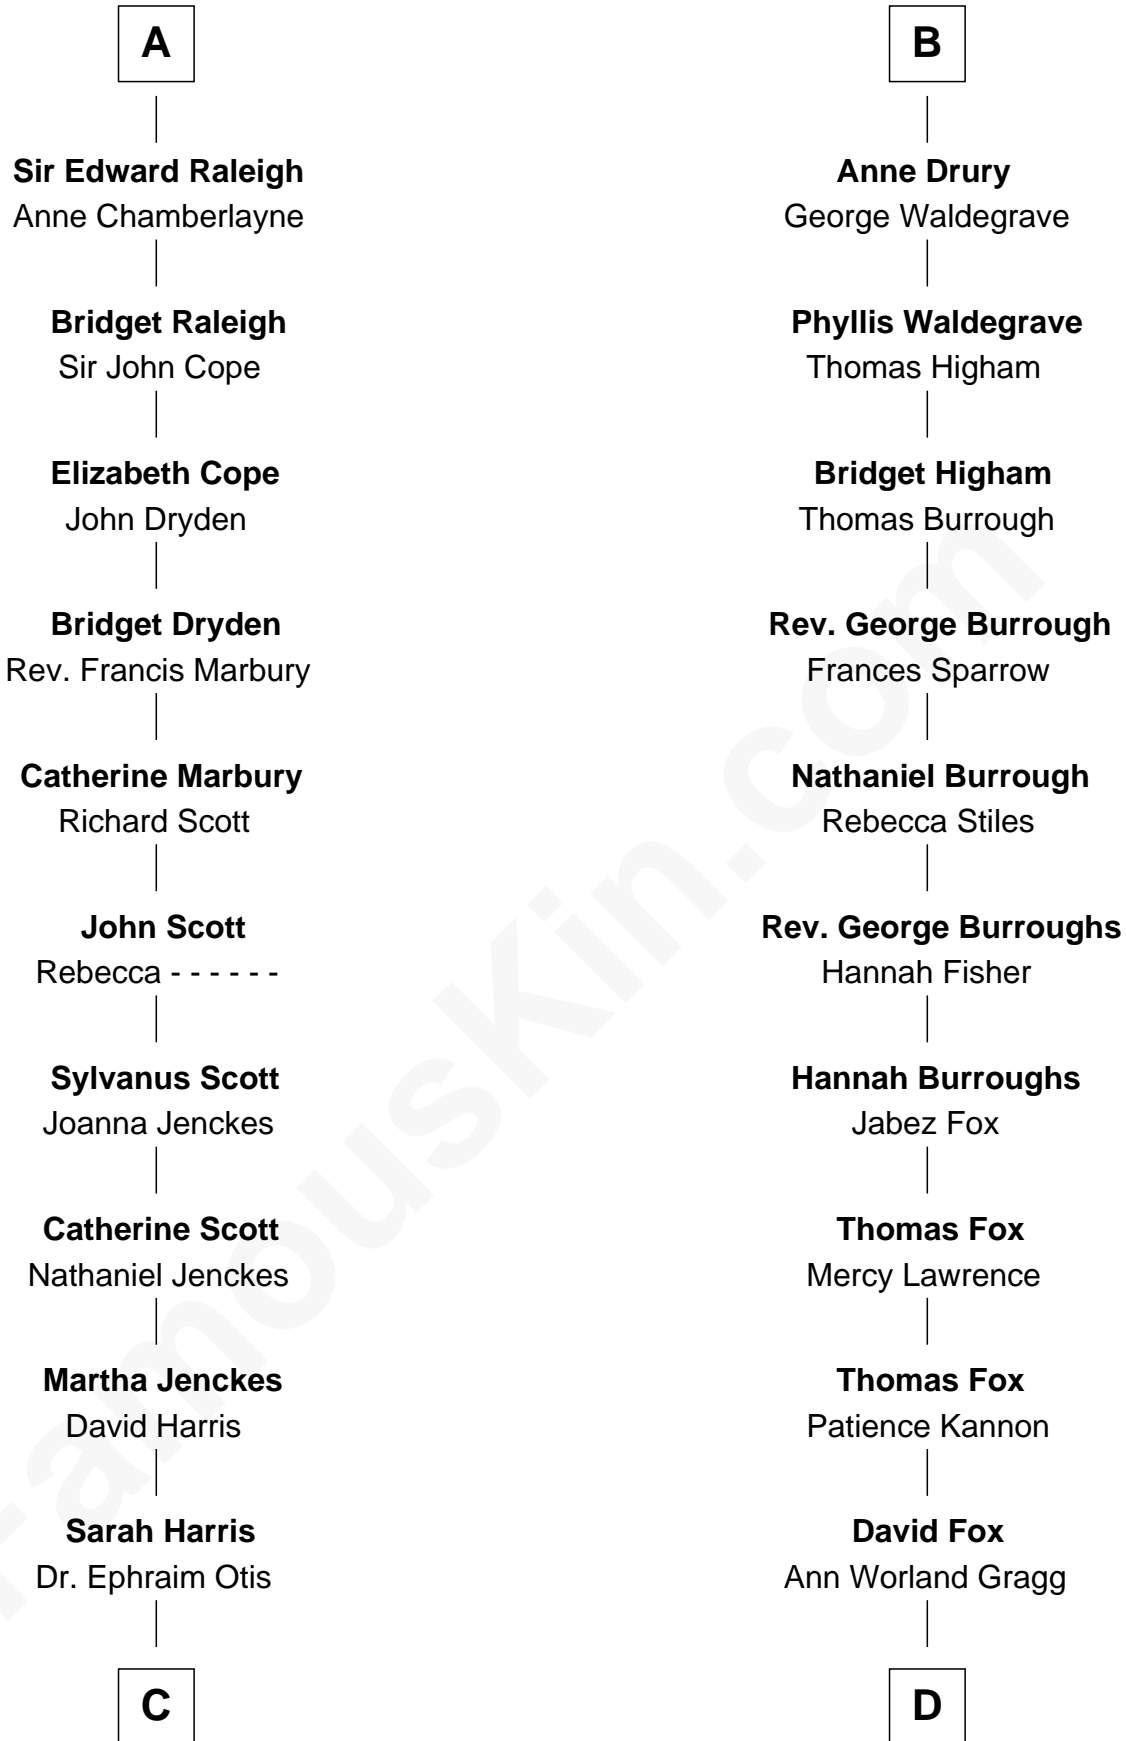 A
Sir Edward Raleigh
Anne Chamberlayne
Bridget Raleigh
Sir John Cope
Elizabeth Cope
John Dryden
Bridget Dryden
Rev. Francis Marbury
Catherine Marbury
Richard Scott
John Scott
Rebecca - - - - - -
Sylvanus Scott
Joanna Jenckes
Catherine Scott
Nathaniel Jenckes
Martha Jenckes
David Harris
Sarah Harris
Dr. Ephraim Otis
C
B
Anne Drury
George Waldegrave
Phyllis Waldegrave
Thomas Higham
Bridget Higham
Thomas Burrough
Rev. George Burrough
Frances Sparrow
Nathaniel Burrough
Rebecca Stiles
Rev. George Burroughs
Hannah Fisher
Hannah Burroughs
Jabez Fox
Thomas Fox
Mercy Lawrence
Thomas Fox
Patience Kannon
David Fox
Ann Worland Gragg
D
FamousKin.com